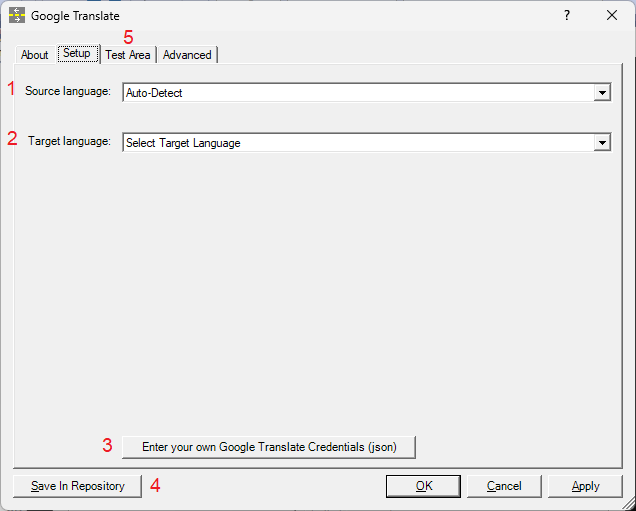 Google Translate ?
5
About Setup Test Area Advanced
1 Source language: Auto-Detect
2 Target language: Select Target Language
3 Enter your own Google Translate Credentials (json)
Save In Repository 4 OK Cancel Apply